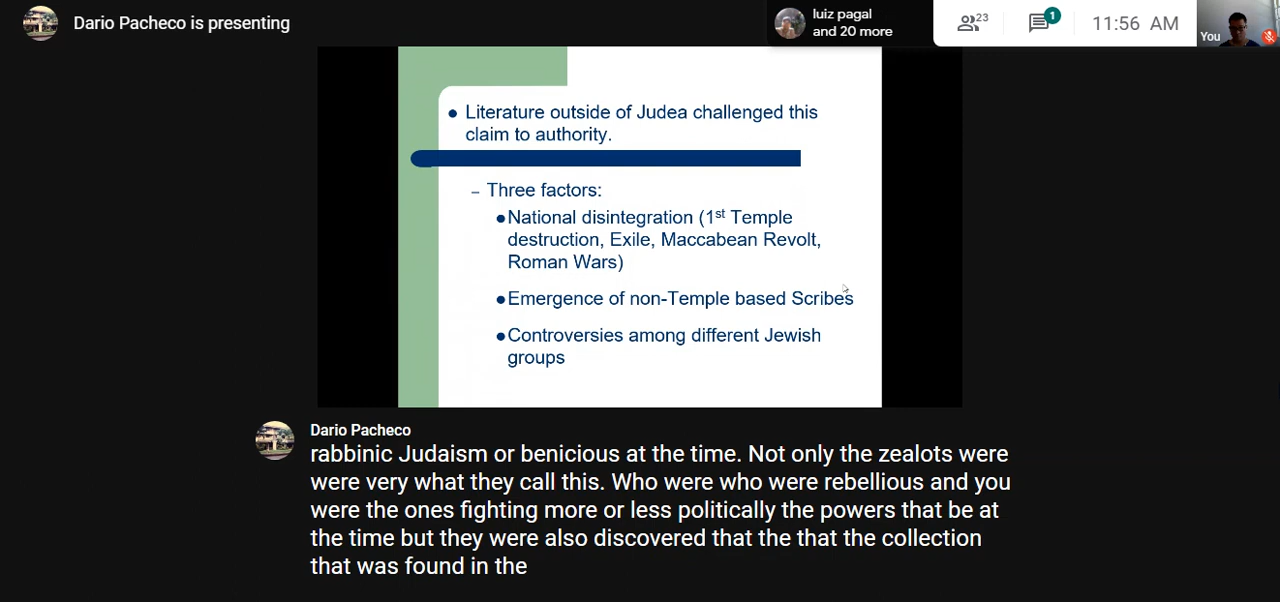 Dario Pacheco is presenting
luiz pagal
and 20 more
23
1
11:56 AM
You
● Literature outside of Judea challenged this
claim to authority.
– Three factors:
●National disintegration (1st Temple
destruction, Exile, Maccabean Revolt,
Roman Wars)
●Emergence of non-Temple based Scribes
●Controversies among different Jewish
groups
Dario Pacheco
rabbinic Judaism or benicious at the time. Not only the zealots were
were very what they call this. Who were who were rebellious and you
were the ones fighting more or less politically the powers that be at
the time but they were also discovered that the that the collection
that was found in the